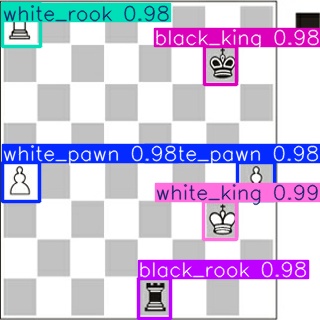 white_rook 0.98
black_king 0.98
white_pawn 0.98te_pawn 0.98
white_king 0.99
black_rook 0.98